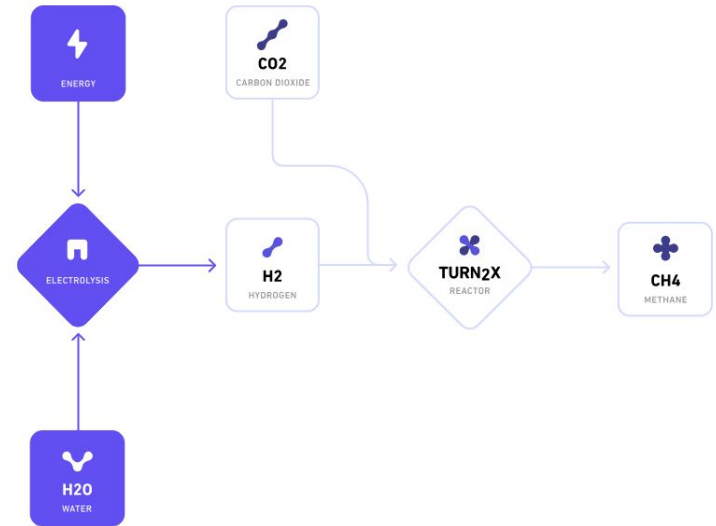 ENERGY
CO2
CARBON DIOXIDE
ELECTROLYSIS
H2
HYDROGEN
TURN2X
REACTOR
CH4
METHANE
H2O
WATER